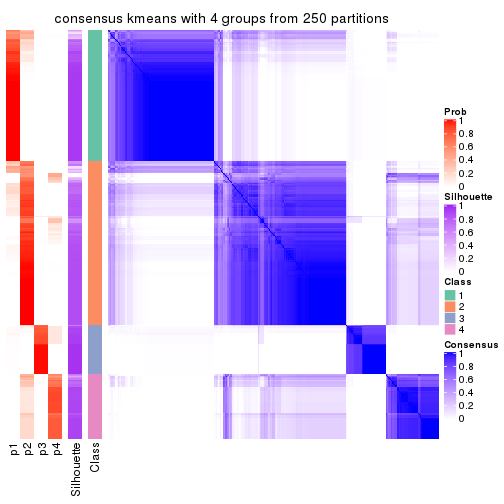 consensus kmeans with 4 groups from 250 partitions
Prob
1
0.8
0.6
0.4
0.2
0
Silhouette
1
0.8
0.6
0.4
0.2
0
Class
1
2
3
4
Consensus
1
0.8
0.6
0.4
0.2
0
p1
p2
p3
p4
Silhouette
Class